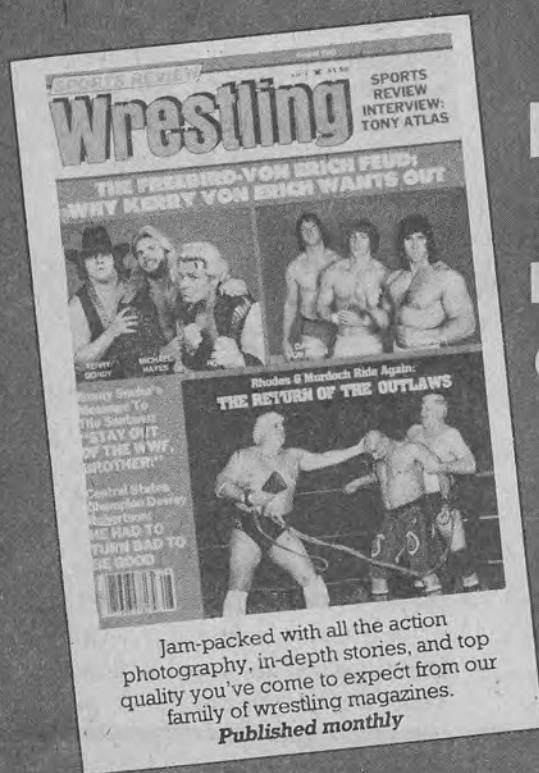 SPORTS REVIEW
Wrestling
SPORTS
REVIEW
INTERVIEW:
TONY ATLAS
THE FREEBIRD-VON ERICH FEUD:
WHY KERRY VON ERICH WANTS OUT
TERRY
GORDY
MICHAEL
HAYES
Rhodes & Murdoch Ride Again:
THE RETURN OF THE OUTLAWS
Message To
"STAY OUT
OF THE WWF,
BROTHER!"
Central States
Champion
HE HAD TO
TURN BAD TO
BE GOOD
Jam-packed with all the action
photography, in-depth stories, and top
quality you've come to expect from our
family of wrestling magazines.
Published monthly